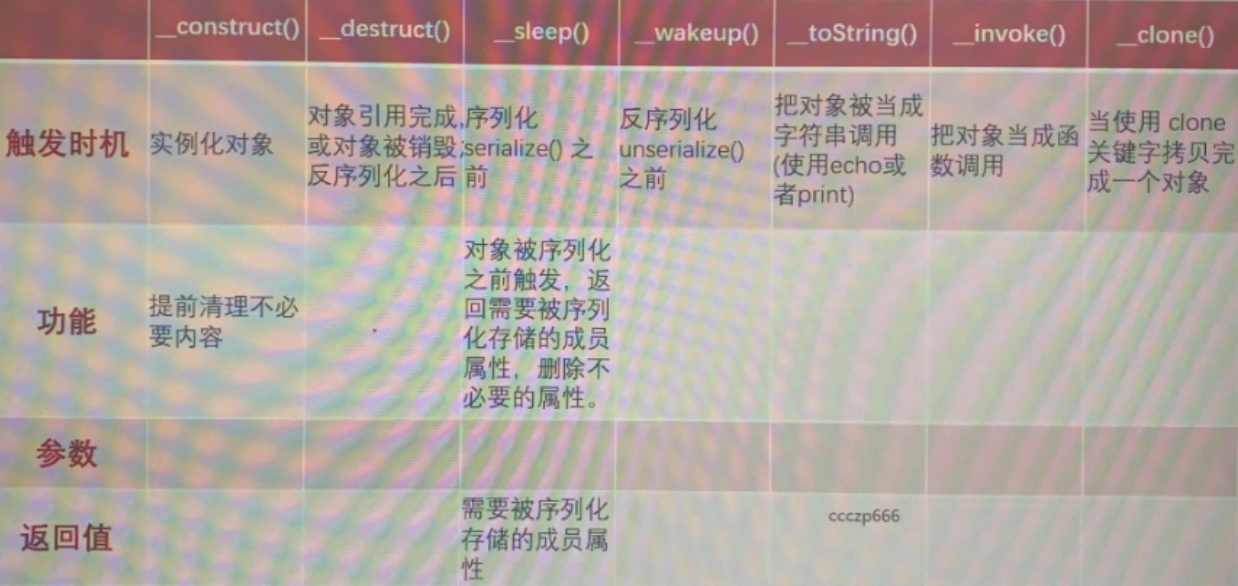 __construct() __destruct() __sleep() __wakeup() __toString() __invoke() __clone()
触发时机
实例化对象
对象引用完成,
或对象被销毁;
反序列化之后
序列化
serialize() 之
前
反序列化
unserialize()
之前
把对象被当成
字符串调用
(使用echo或
者print)
把对象当成函
数调用
当使用 clone
关键字拷贝完
成一个对象
功能
提前清理不必
要内容
对象被序列化
之前触发，返
回需要被序列
化存储的成员
属性，删除不
必要的属性。
参数
返回值
需要被序列化
存储的成员属
性
ccczp666